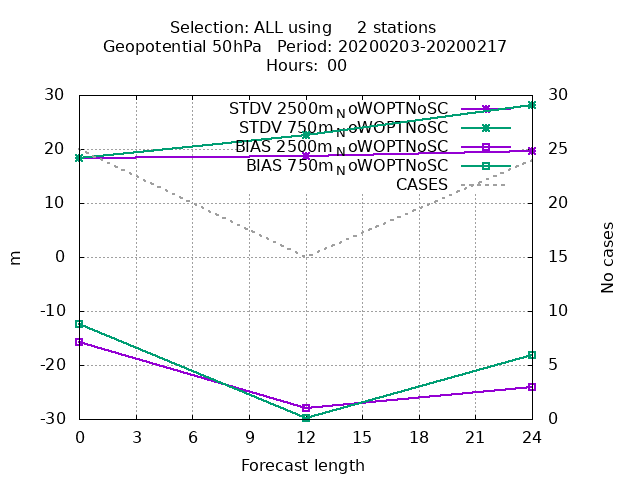 Selection: ALL using     2 stations
Geopotential 50hPa   Period: 20200203-20200217
Hours:  00
STDV 2500m_NoWOPTNoSC
STDV 750m_NoWOPTNoSC
BIAS 2500m_NoWOPTNoSC
BIAS 750m_NoWOPTNoSC
CASES
30
20
10
0
-10
-20
-30
m
30
25
20
15
10
5
0
No cases
0 3 6 9 12 15 18 21 24
Forecast length